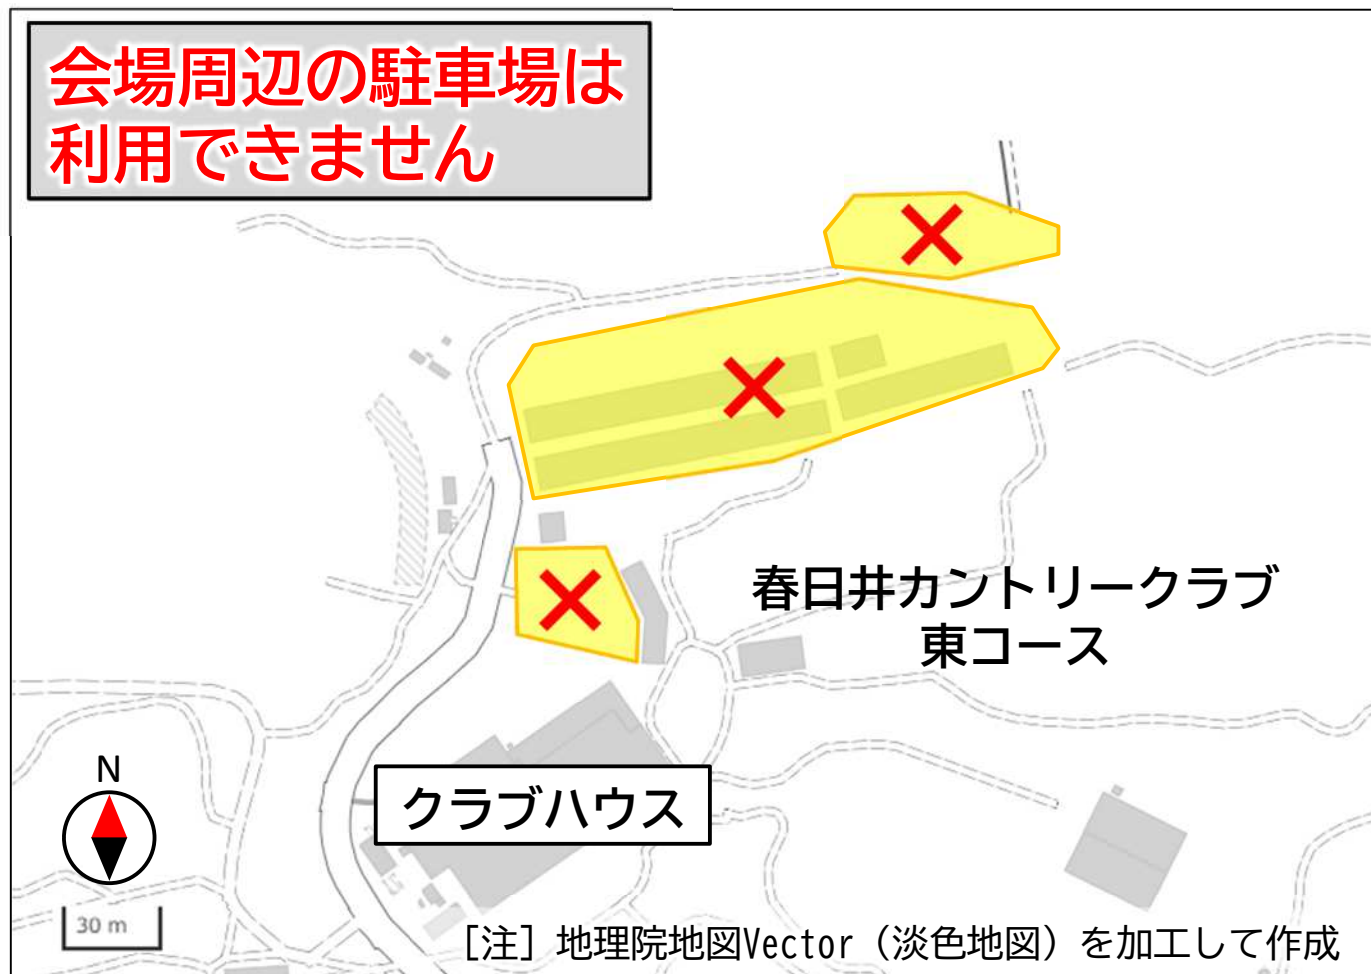 会場周辺の駐車場は
利用できません
春日井カントリークラブ
東コース
クラブハウス
N
30 m
［注］地理院地図Vector（淡色地図）を加工して作成